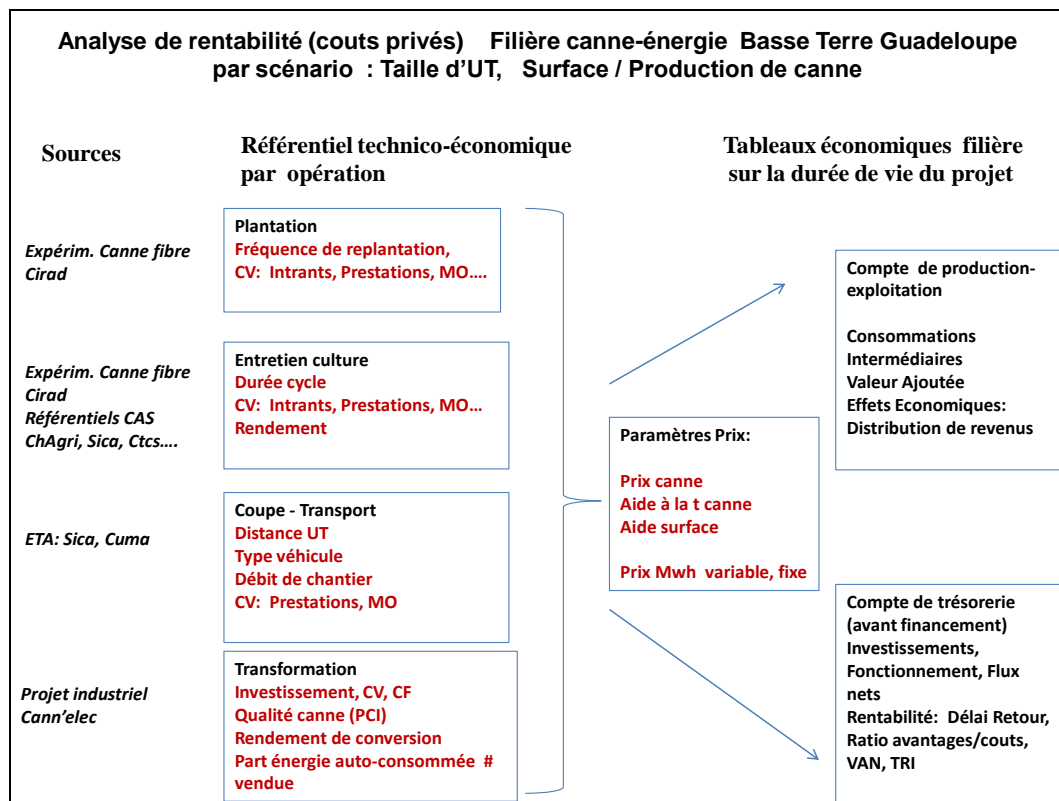 Analyse de rentabilité (couts privés) Filière canne-énergie Basse Terre Guadeloupe
par scénario : Taille d'UT, Surface / Production de canne
Sources
Référentiel technico-économique
par opération
Tableaux économiques filière
sur la durée de vie du projet
Expérim. Canne fibre
Cirad
Plantation
Fréquence de replantation,
CV: Intrants, Prestations, MO....
Expérim. Canne fibre
Cirad
Référentiels CAS
ChAgri, Sica, Ctcs....
Entretien culture
Durée cycle
CV: Intrants, Prestations, MO...
Rendement
ETA: Sica, Cuma
Coupe - Transport
Distance UT
Type véhicule
Débit de chantier
CV: Prestations, MO
Projet industriel
Cann'elec
Transformation
Investissement, CV, CF
Qualité canne (PCI)
Rendement de conversion
Part énergie auto-consommée #
vendue
Paramètres Prix:
Prix canne
Aide à la t canne
Aide surface
Prix Mwh variable, fixe
Compte de production-
exploitation
Consommations
Intermédiaires
Valeur Ajoutée
Effets Economiques:
Distribution de revenus
Compte de trésorerie
(avant financement)
Investissements,
Fonctionnement, Flux
nets
Rentabilité: Délai Retour,
Ratio avantages/couts,
VAN, TRI